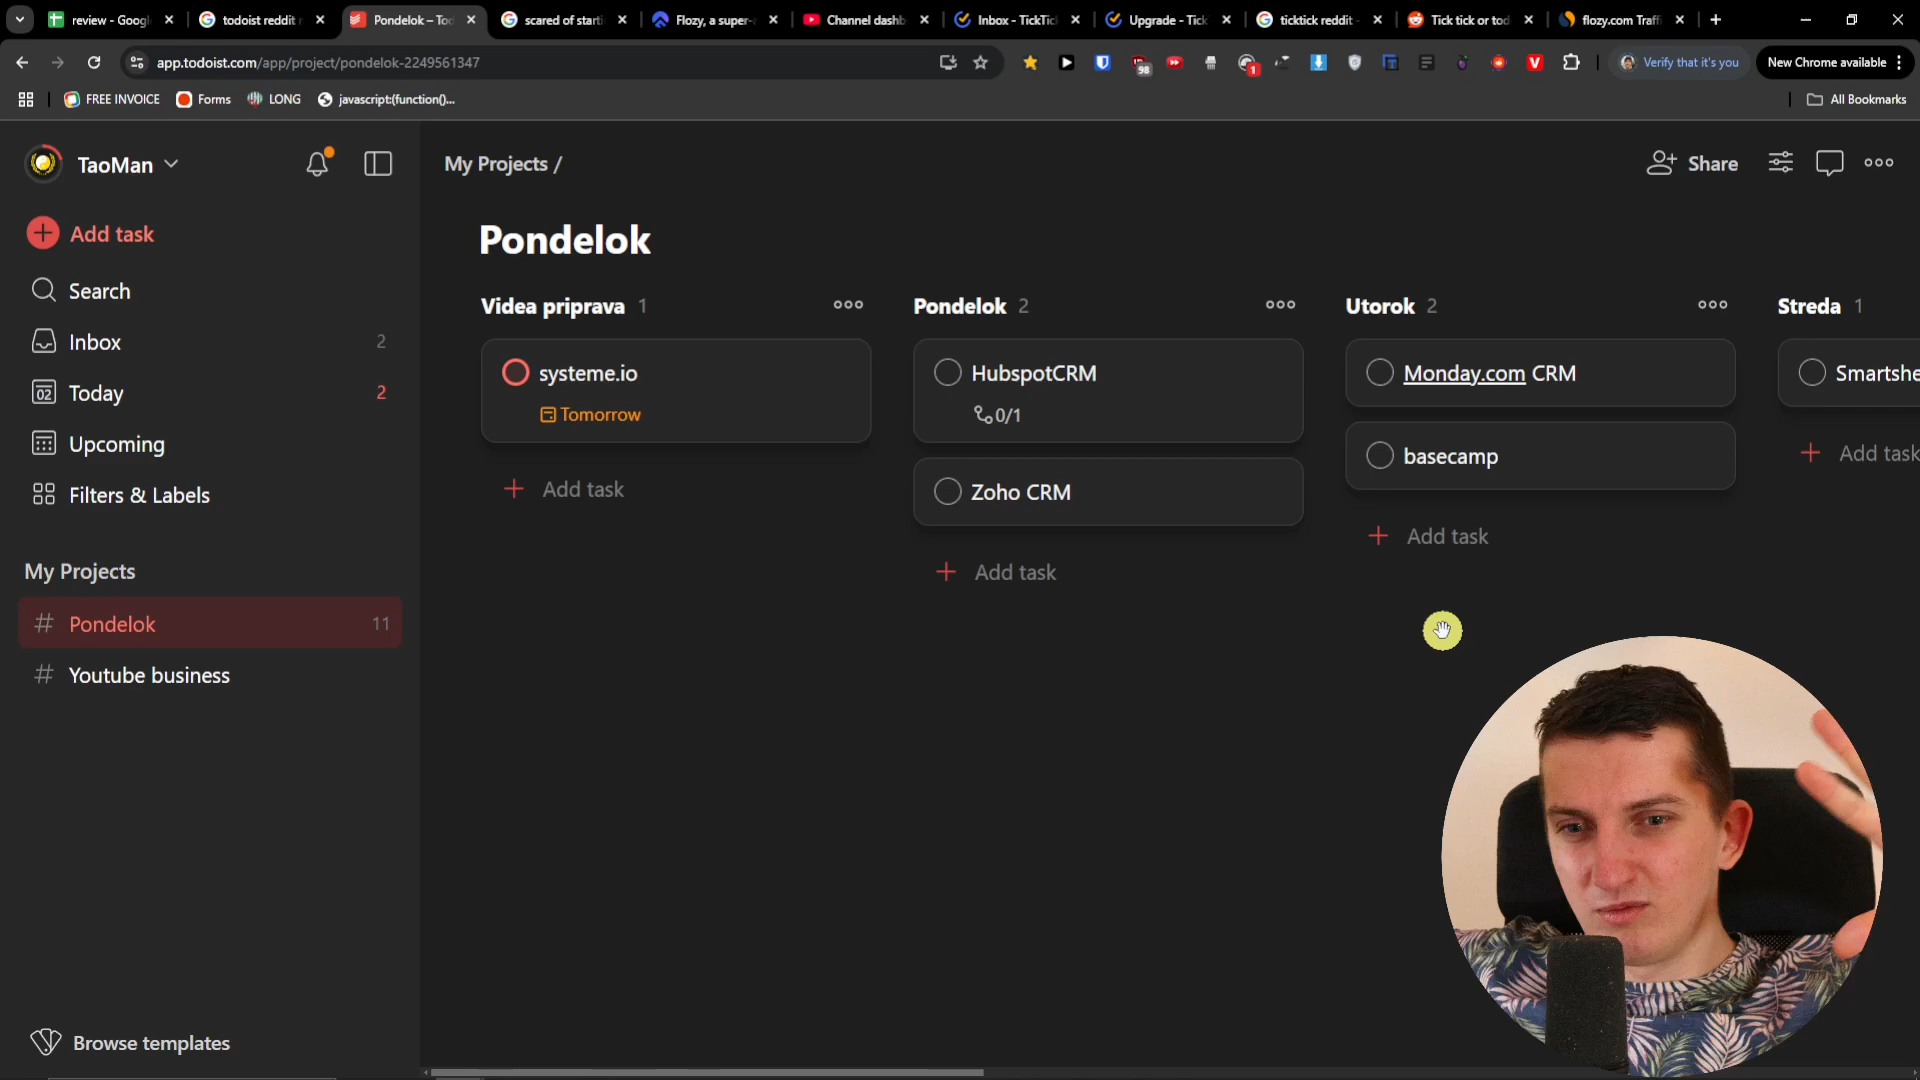 review - Googl
todoist reddit r
Pondelok – Tod
scared of starti
Flozy, a super-
Channel dashb
Inbox - TickTic
Upgrade - Tick
ticktick reddit -
Tick tick or tod
flozy.com Traffi
app.todoist.com/app/project/pondelok-2249561347
98
1
Verify that it's you
New Chrome available
FREE INVOICE
Forms
LONG
javascript:(function()...
All Bookmarks
TaoMan
My Projects /
Share
Add task
Pondelok
Search
Videa priprava 1
Pondelok 2
Utorok 2
Streda 1
Inbox 2
systeme.io
HubspotCRM
Monday.com CRM
Smartshe
02 Today 2
Tomorrow
0/1
Upcoming
basecamp
Add task
Filters & Labels
Add task
Zoho CRM
Add task
My Projects
Add task
# Pondelok 11
# Youtube business
Browse templates